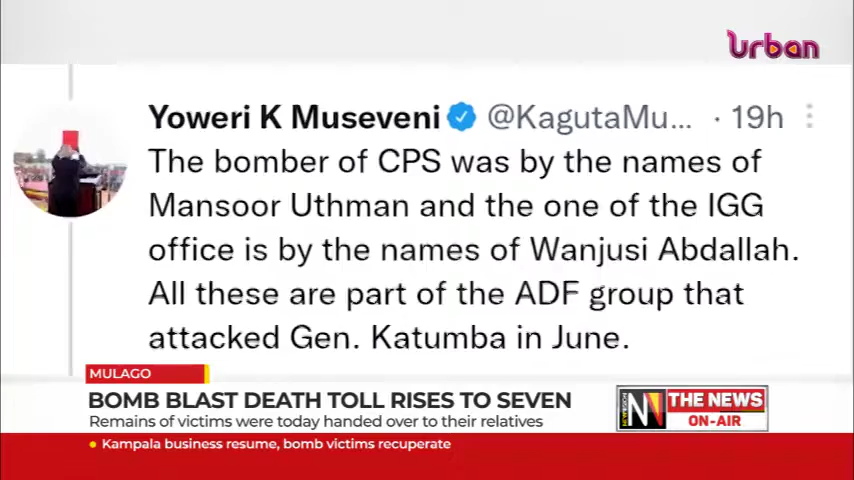 Urban
Yoweri K Museveni @KagutaMu... · 19h
The bomber of CPS was by the names of
Mansoor Uthman and the one of the IGG
office is by the names of Wanjusi Abdallah.
All these are part of the ADF group that
attacked Gen. Katumba in June.
MULAGO
BOMB BLAST DEATH TOLL RISES TO SEVEN
Remains of victims were today handed over to their relatives
THE NEWS
ON-AIR
Kampala business resume, bomb victims recuperate